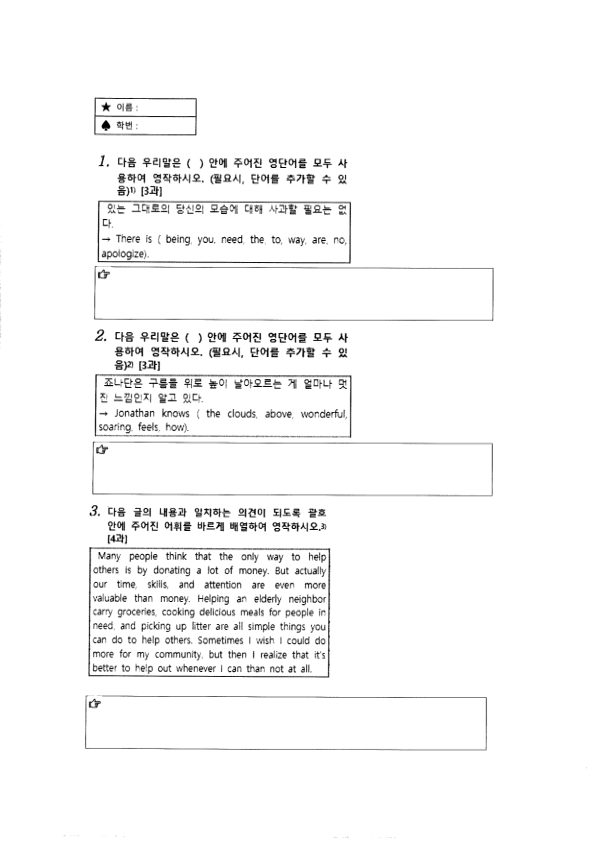 ★ 이름 :
♠ 학번 :
1. 다음 우리말은 ( ) 안에 주어진 영단어를 모두 사
용하여 영작하시오. (필요시, 단어를 추가할 수 있
음)1) [3과]
있는 그대로의 당신의 모습에 대해 사과할 필요는 없
다.
→ There is ( being, you, need, the, to, way, are, no,
apologize).
☞
2. 다음 우리말은 ( ) 안에 주어진 영단어를 모두 사
용하여 영작하시오. (필요시, 단어를 추가할 수 있
음)2) [3과]
죠나단은 구름들 위로 높이 날아오르는 게 얼마나 멋
진 느낌인지 알고 있다.
→ Jonathan knows ( the clouds, above, wonderful,
soaring, feels, how).
☞
3. 다음 글의 내용과 일치하는 의견이 되도록 괄호
안에 주어진 어휘를 바르게 배열하여 영작하시오.3)
[4과]
Many people think that the only way to help
others is by donating a lot of money. But actually
our time, skills, and attention are even more
valuable than money. Helping an elderly neighbor
carry groceries, cooking delicious meals for people in
need, and picking up litter are all simple things you
can do to help others. Sometimes I wish I could do
more for my community, but then I realize that it's
better to help out whenever I can than not at all.
☞